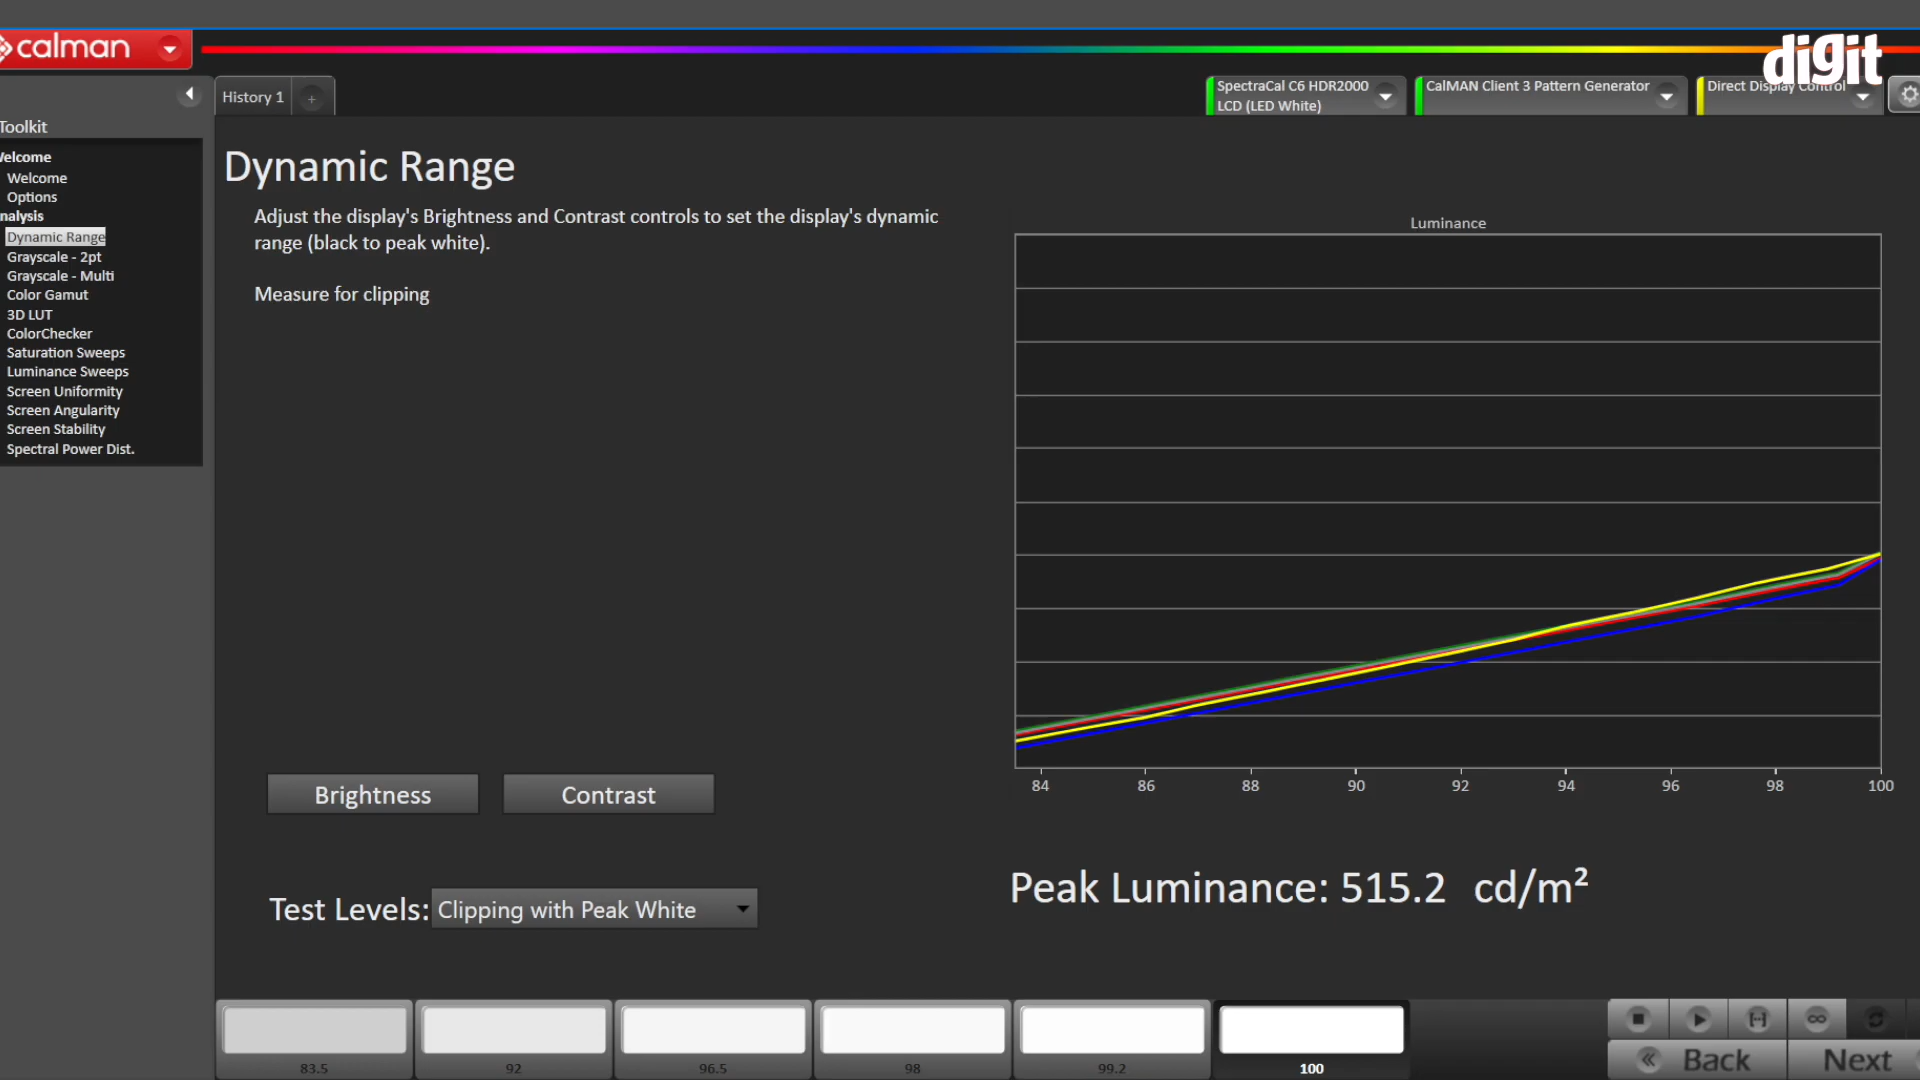 calman
digit
History 1
+
SpectraCal C6 HDR2000
LCD (LED White)
CalMAN Client 3 Pattern Generator
Direct Display Control
Toolkit
elcome
Welcome
Options
nalysis
Dynamic Range
Grayscale - 2pt
Grayscale - Multi
Color Gamut
3D LUT
ColorChecker
Saturation Sweeps
Luminance Sweeps
Screen Uniformity
Screen Angularity
Screen Stability
Spectral Power Dist.
Dynamic Range
Adjust the display's Brightness and Contrast controls to set the display's dynamic
range (black to peak white).
Measure for clipping
Luminance
84 86 88 90 92 94 96 98 100
Brightness
Contrast
Peak Luminance: 515.2 cd/m²
Test Levels: Clipping with Peak White
83.5 92 96.5 98 99.2 100
Back
Next